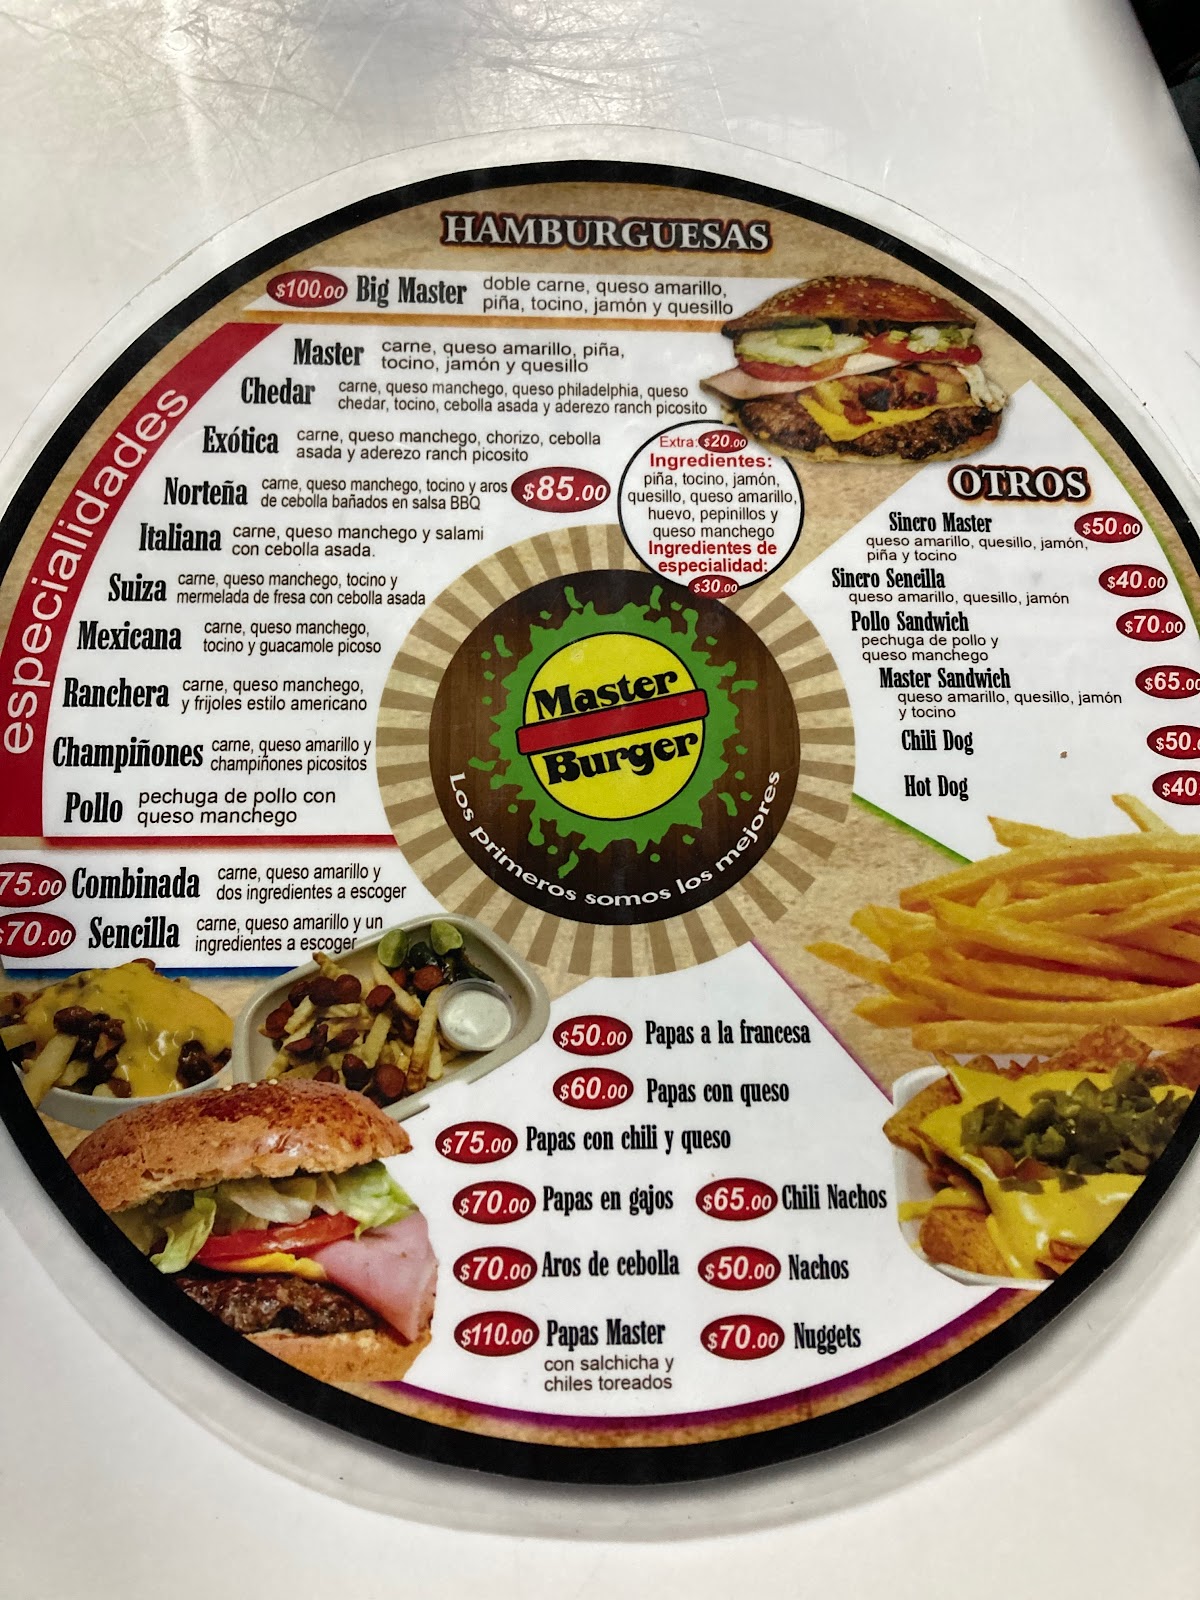 HAMBURGUESAS
$100.00 Big Master doble carne, queso amarillo,
piña, tocino, jamón y quesillo
especialidades
Master carne, queso amarillo, piña,
tocino, jamón y quesillo
Chedar carne, queso manchego, queso philadelphia, queso
chedar, tocino, cebolla asada y aderezo ranch picosito
Exótica carne, queso manchego, chorizo, cebolla
asada y aderezo ranch picosito
Norteña carne, queso manchego, tocino y aros
de cebolla bañados en salsa BBQ
$85.00
Italiana carne, queso manchego y salami
con cebolla asada.
Suiza carne, queso manchego, tocino y
mermelada de fresa con cebolla asada
Mexicana carne, queso manchego,
tocino y guacamole picoso
Ranchera carne, queso manchego,
y frijoles estilo americano
Champiñones carne, queso amarillo y
champiñones picositos
Pollo pechuga de pollo con
queso manchego
75.00 Combinada carne, queso amarillo y
dos ingredientes a escoger
$70.00 Sencilla carne, queso amarillo y un
ingredientes a escoger
Extra: $20.00
Ingredientes:
piña, tocino, jamón,
quesillo, queso amarillo,
huevo, pepinillos y
queso manchego
Ingredientes de
especialidad:
$30.00
Master
Burger
Los primeros somos los mejores
OTROS
Sincro Master $50.00
queso amarillo, quesillo, jamón,
piña y tocino
Sincro Sencilla $40.00
queso amarillo, quesillo, jamón
Pollo Sandwich $70.00
pechuga de pollo y
queso manchego
Master Sandwich $65.00
queso amarillo, quesillo, jamón
y tocino
Chili Dog $50.
Hot Dog $40
$50.00 Papas a la francesa
$60.00 Papas con queso
$75.00 Papas con chili y queso
$70.00 Papas en gajos
$70.00 Aros de cebolla
$110.00 Papas Master
con salchicha y
chiles toreados
$65.00 Chili Nachos
$50.00 Nachos
$70.00 Nuggets